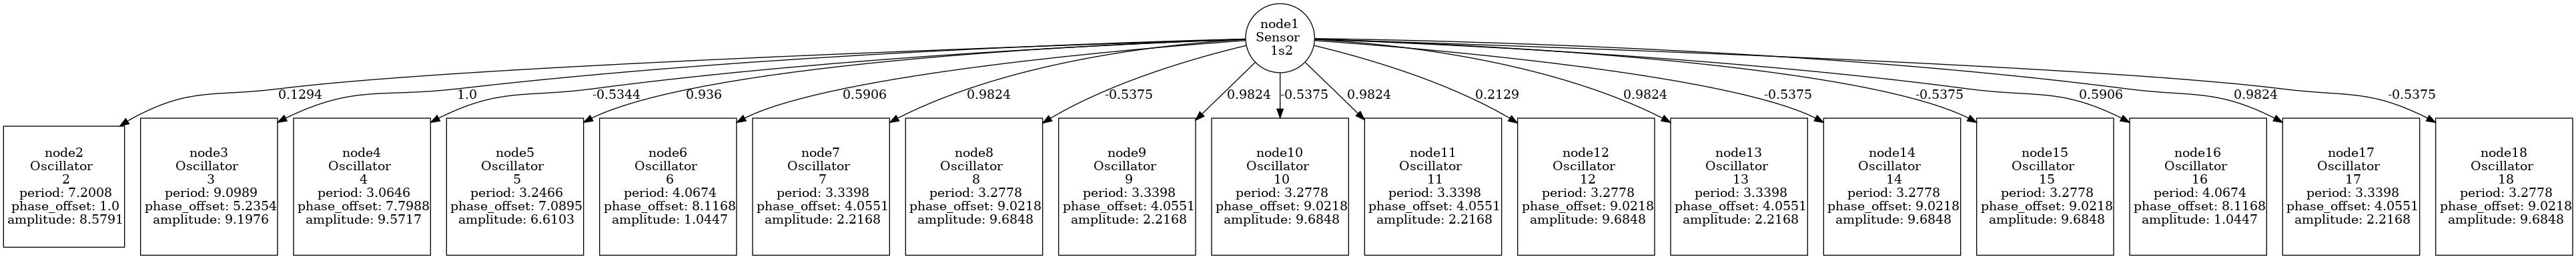 node1
Sensor
1s2
0.1294
1.0
-0.5344
0.936
0.5906
0.9824
-0.5375
0.9824
-0.5375
0.9824
0.2129
0.9824
-0.5375
-0.5375
0.5906
0.9824
-0.5375
node2
Oscillator
2
period: 7.2008
phase_offset: 1.0
amplitude: 8.5791
node3
Oscillator
3
period: 9.0989
phase_offset: 5.2354
amplitude: 9.1976
node4
Oscillator
4
period: 3.0646
phase_offset: 7.7988
amplitude: 9.5717
node5
Oscillator
5
period: 3.2466
phase_offset: 7.0895
amplitude: 6.6103
node6
Oscillator
6
period: 4.0674
phase_offset: 8.1168
amplitude: 1.0447
node7
Oscillator
7
period: 3.3398
phase_offset: 4.0551
amplitude: 2.2168
node8
Oscillator
8
period: 3.2778
phase_offset: 9.0218
amplitude: 9.6848
node9
Oscillator
9
period: 3.3398
phase_offset: 4.0551
amplitude: 2.2168
node10
Oscillator
10
period: 3.2778
phase_offset: 9.0218
amplitude: 9.6848
node11
Oscillator
11
period: 3.3398
phase_offset: 4.0551
amplitude: 2.2168
node12
Oscillator
12
period: 3.2778
phase_offset: 9.0218
amplitude: 9.6848
node13
Oscillator
13
period: 3.3398
phase_offset: 4.0551
amplitude: 2.2168
node14
Oscillator
14
period: 3.2778
phase_offset: 9.0218
amplitude: 9.6848
node15
Oscillator
15
period: 3.2778
phase_offset: 9.0218
amplitude: 9.6848
node16
Oscillator
16
period: 4.0674
phase_offset: 8.1168
amplitude: 1.0447
node17
Oscillator
17
period: 3.3398
phase_offset: 4.0551
amplitude: 2.2168
node18
Oscillator
18
period: 3.2778
phase_offset: 9.0218
amplitude: 9.6848